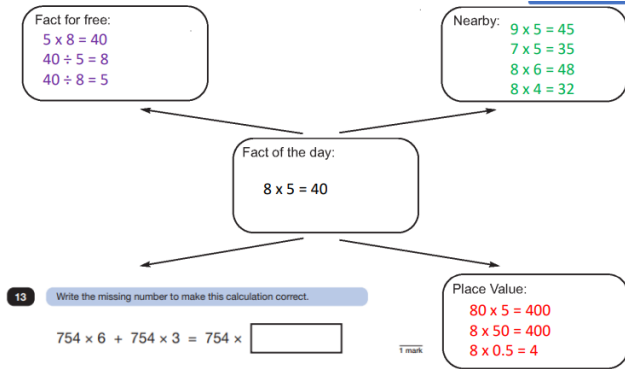 Fact for free:
5 x 8 = 40
40 ÷ 5 = 8
40 ÷ 8 = 5
Nearby:
9 x 5 = 45
7 x 5 = 35
8 x 6 = 48
8 x 4 = 32
Fact of the day:
8 x 5 = 40
13 Write the missing number to make this calculation correct.
754 × 6 + 754 × 3 = 754 ×
1 mark
Place Value:
80 x 5 = 400
8 x 50 = 400
8 x 0.5 = 4